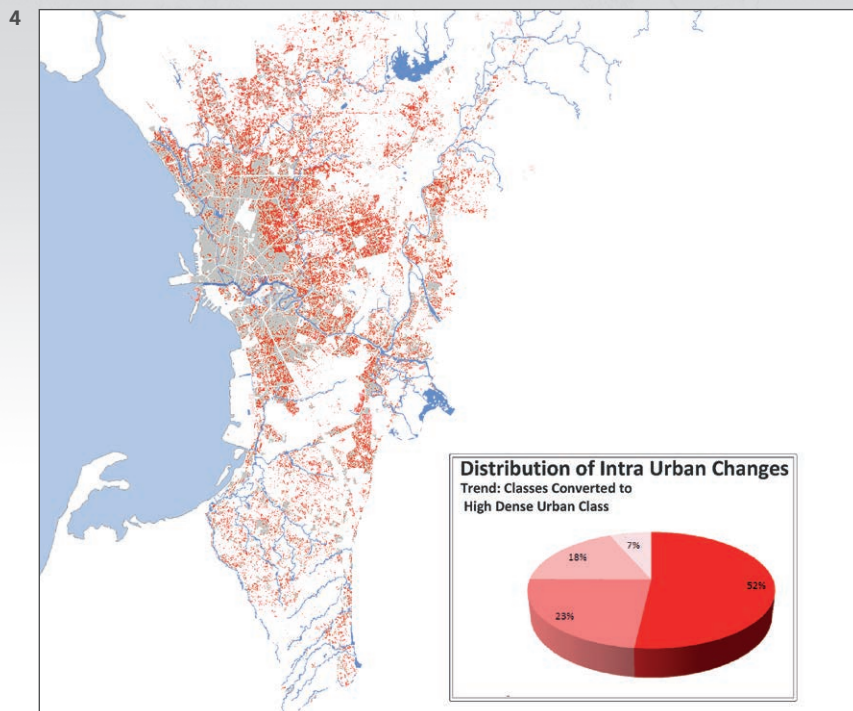 4
Distribution of Intra Urban Changes
Trend: Classes Converted to
High Dense Urban Class
7%
18%
52%
23%